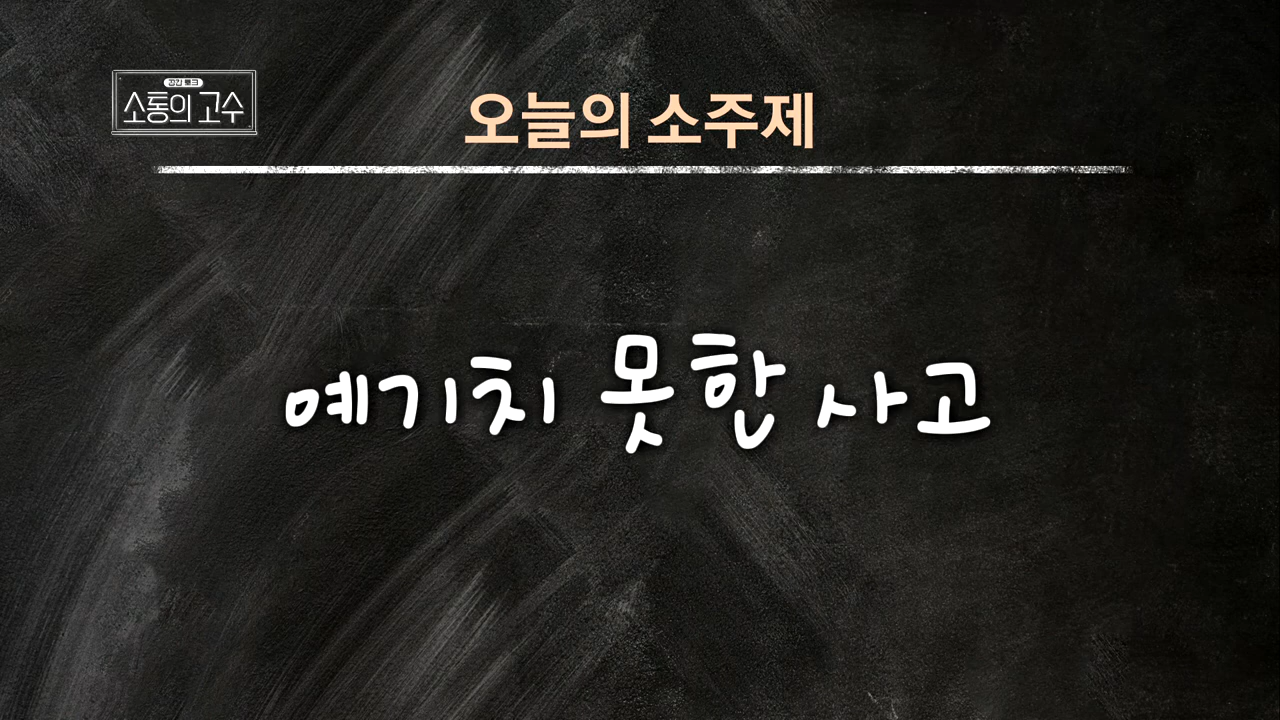 소통의 고수
오늘의 소주제
예기치 못한 사고